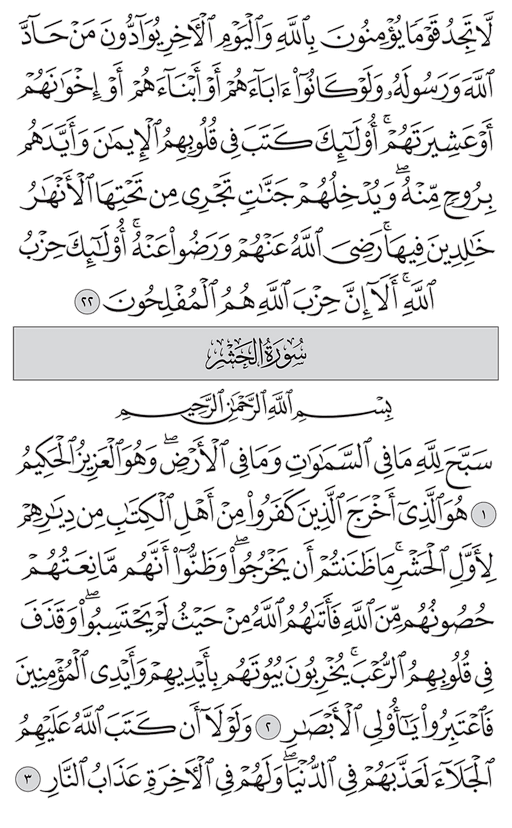 لَّا تَجِدُ قَوْمًا يُؤْمِنُونَ بِٱللَّهِ وَٱلْيَوْمِ ٱلْأَخِرِ يُوَآدُّونَ مَنْ حَآدَّ
ٱللَّهَ وَرَسُولَهُۥ وَلَوْ كَانُوٓا۟ ءَابَآءَهُمْ أَوْ أَبْنَآءَهُمْ أَوْ إِخْوَٰنَهُمْ
أَوْ عَشِيرَتَهُمْ ۚ أُو۟لَـٰٓئِكَ كَتَبَ فِى قُلُوبِهِمُ ٱلْإِيمَـٰنَ وَأَيَّدَهُم
بِرُوحٍ مِّنْهُ ۖ وَيُدْخِلُهُمْ جَنَّـٰتٍ تَجْرِى مِن تَحْتِهَا ٱلْأَنْهَـٰرُ
خَـٰلِدِينَ فِيهَا ۚ رَضِىَ ٱللَّهُ عَنْهُمْ وَرَضُوا۟ عَنْهُ ۚ أُو۟لَـٰٓئِكَ حِزْبُ
ٱللَّهِ ۚ أَلَآ إِنَّ حِزْبَ ٱللَّهِ هُمُ ٱلْمُفْلِحُونَ ٢٢
سُورَةُ الحَشْرِ
بِسْمِ ٱللَّهِ ٱلرَّحْمَـٰنِ ٱلرَّحِيمِ
سَبَّحَ لِلَّهِ مَا فِى ٱلسَّمَـٰوَٰتِ وَمَا فِى ٱلْأَرْضِ ۖ وَهُوَ ٱلْعَزِيزُ ٱلْحَكِيمُ
١ هُوَ ٱلَّذِىٓ أَخْرَجَ ٱلَّذِينَ كَفَرُوا۟ مِنْ أَهْلِ ٱلْكِتَـٰبِ مِن دِيَـٰرِهِمْ
لِأَوَّلِ ٱلْحَشْرِ ۚ مَا ظَنَنتُمْ أَن يَخْرُجُوا۟ ۖ وَظَنُّوٓا۟ أَنَّهُم مَّانِعَتُهُمْ
حُصُونُهُم مِّنَ ٱللَّهِ فَأَتَىٰهُمُ ٱللَّهُ مِنْ حَيْثُ لَمْ يَحْتَسِبُوا۟ ۖ وَقَذَفَ
فِى قُلُوبِهِمُ ٱلرُّعْبَ ۚ يُخْرِبُونَ بُيُوتَهُم بِأَيْدِيهِمْ وَأَيْدِى ٱلْمُؤْمِنِينَ
فَٱعْتَبِرُوا۟ يَـٰٓأُو۟لِى ٱلْأَبْصَـٰرِ ٢ وَلَوْلَآ أَن كَتَبَ ٱللَّهُ عَلَيْهِمُ
ٱلْجَلَآءَ لَعَذَّبَهُمْ فِى ٱلدُّنْيَا ۖ وَلَهُمْ فِى ٱلْأَخِرَةِ عَذَابُ ٱلنَّارِ ٣